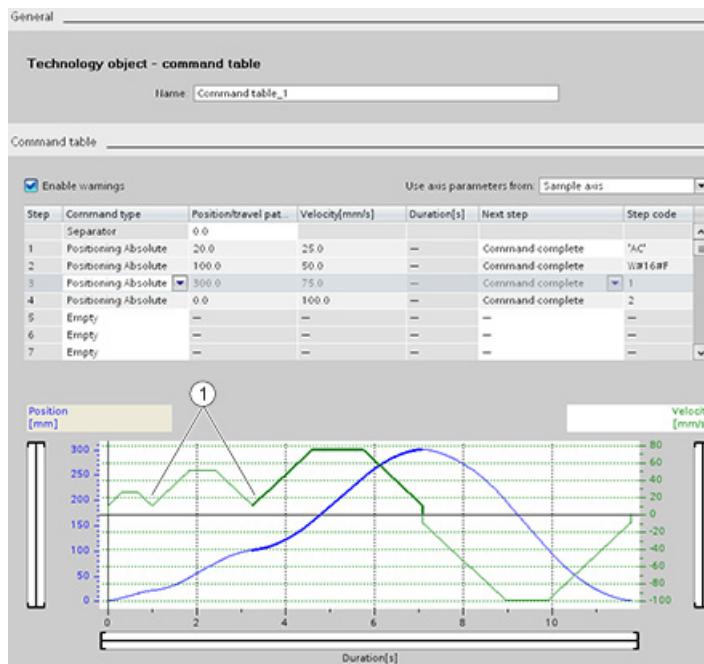 General
Technology object - command table
Name: Command table_1
Command table
Enable warnings Use axis parameters from: Sample axis
Step Command type Position/travel pat... Velocity[mm/s] Duration[s] Next step Step code
Separator 0.0
1 Positioning Absolute 20.0 25.0 — Command complete "AC"
2 Positioning Absolute 100.0 50.0 — Command complete W#16#F
3 Positioning Absolute 300.0 75.0 — Command complete 1
4 Positioning Absolute 0.0 100.0 — Command complete 2
5 Empty — — — — —
6 Empty — — — — —
7 Empty — — — — —
1
Position Velocit
[mm] [mm/s
300 80
250 60
200 40
150 20
100 0
50 -20
0 -40
-60
-80
-100
0 2 4 6 8 10
Duration[s]